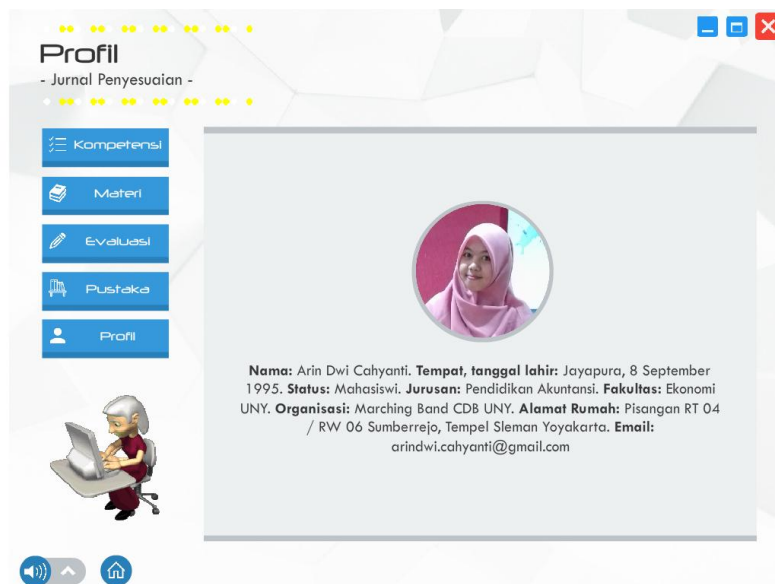 Profil
- Jurnal Penyesuaian -
Kompetensi
Materi
Evaluasi
Pustaka
Profil
Nama: Arin Dwi Cahyanti. Tempat, tanggal lahir: Jayapura, 8 September
1995. Status: Mahasiswi. Jurusan: Pendidikan Akuntansi. Fakultas: Ekonomi
UNY. Organisasi: Marching Band CDB UNY. Alamat Rumah: Pisangan RT 04
/ RW 06 Sumberrejo, Tempel Sleman Yoyakarta. Email:
arindwi.cahyanti@gmail.com